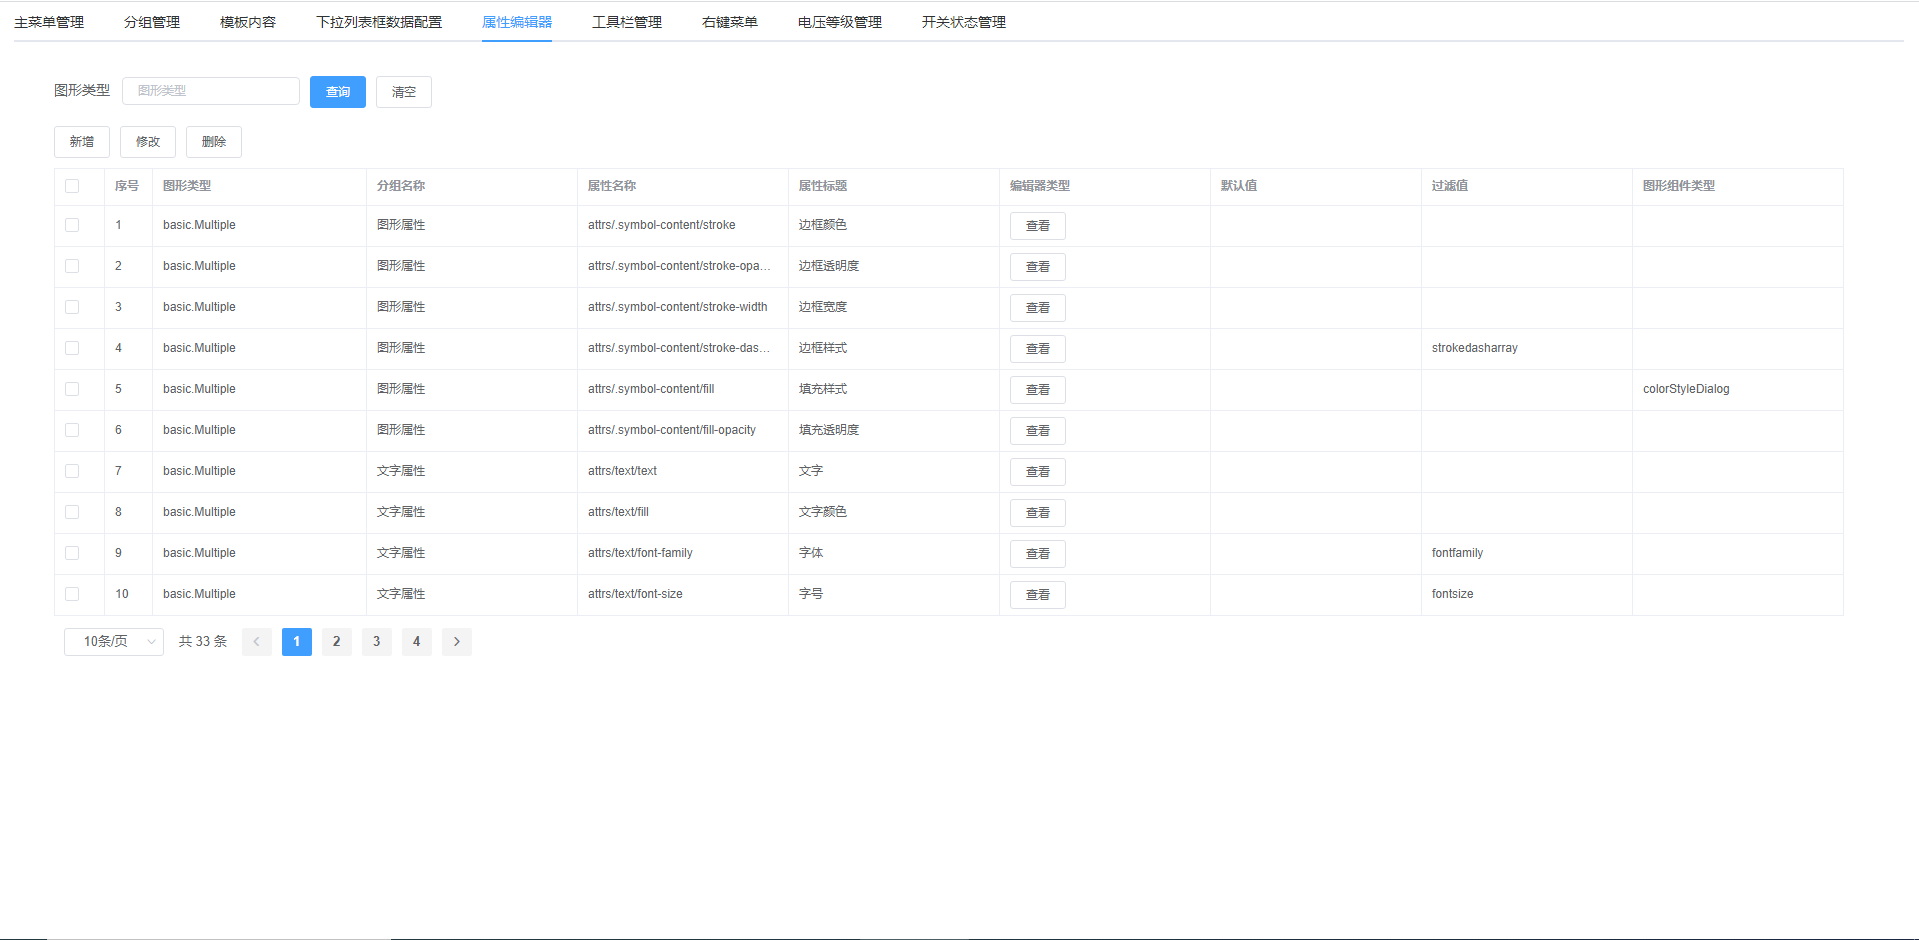 主菜单管理 分组管理 模板内容 下拉列表框数据配置 属性编辑器 工具栏管理 右键菜单 电压等级管理 开关状态管理
图形类型 图形类型 查询 清空
新增 修改 删除
序号 图形类型 分组名称 属性名称 属性标题 编辑器类型 默认值 过滤值 图形组件类型
1 basic.Multiple 图形属性 attrs/.symbol-content/stroke 边框颜色 查看
2 basic.Multiple 图形属性 attrs/.symbol-content/stroke-opa... 边框透明度 查看
3 basic.Multiple 图形属性 attrs/.symbol-content/stroke-width 边框宽度 查看
4 basic.Multiple 图形属性 attrs/.symbol-content/stroke-das... 边框样式 查看 strokedasharray
5 basic.Multiple 图形属性 attrs/.symbol-content/fill 填充样式 查看 colorStyleDialog
6 basic.Multiple 图形属性 attrs/.symbol-content/fill-opacity 填充透明度 查看
7 basic.Multiple 文字属性 attrs/text/text 文字 查看
8 basic.Multiple 文字属性 attrs/text/fill 文字颜色 查看
9 basic.Multiple 文字属性 attrs/text/font-family 字体 查看 fontfamily
10 basic.Multiple 文字属性 attrs/text/font-size 字号 查看 fontsize
10条/页 共 33 条 1 2 3 4